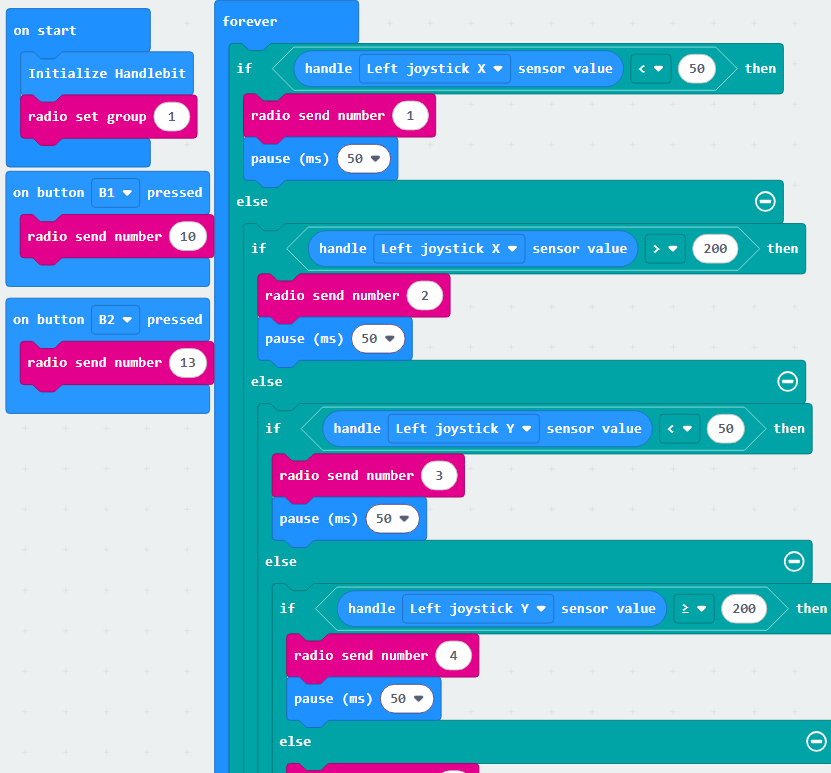 on start
Initialize Handlebit
radio set group 1
on button B1 pressed
radio send number 10
on button B2 pressed
radio send number 13
forever
if handle Left joystick X sensor value < 50 then
radio send number 1
pause (ms) 50
else
if handle Left joystick X sensor value > 200 then
radio send number 2
pause (ms) 50
else
if handle Left joystick Y sensor value < 50 then
radio send number 3
pause (ms) 50
else
if handle Left joystick Y sensor value ≥ 200 then
radio send number 4
pause (ms) 50
else